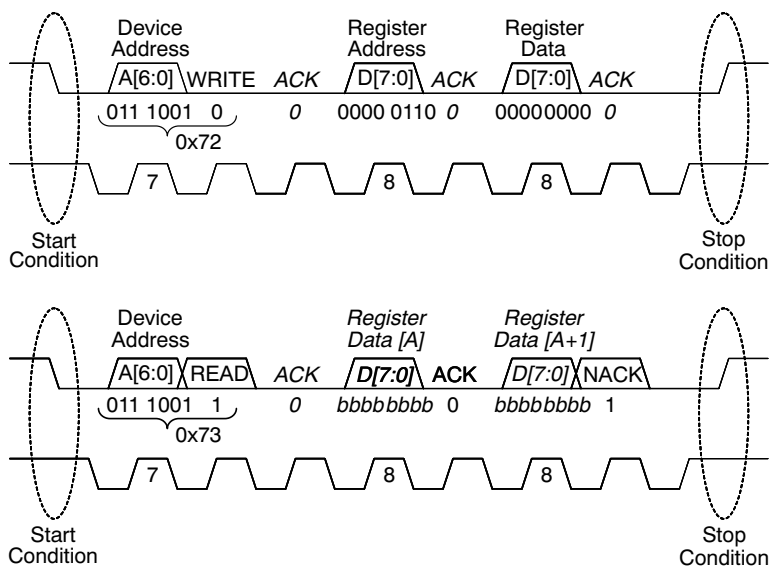 Device Address Register Address Register Data
A[6:0] WRITE ACK D[7:0] ACK D[7:0] ACK
011 1001 0 0 0000 0110 0 00000000 0
0x72
7 8 8
Start Condition Stop Condition
Device Address Register Data [A] Register Data [A+1]
A[6:0] READ ACK D[7:0] ACK D[7:0] NACK
011 1001 1 0 bbbbbbbb 0 bbbbbbbb 1
0x73
7 8 8
Start Condition Stop Condition